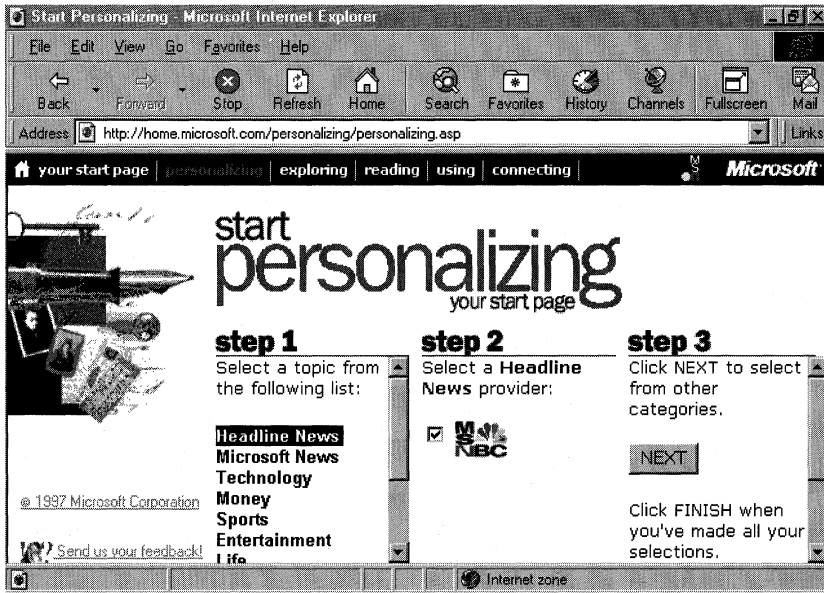 Start Personalizing - Microsoft Internet Explorer
File Edit View Go Favorites Help
Back Forward Stop Refresh Home Search Favorites History Channels Fullscreen Mail
Address http://home.microsoft.com/personalizing/personalizing.asp Links
your start page personalizing exploring reading using connecting MSN Microsoft
start
personalizing
your start page
step 1
Select a topic from
the following list:
Headline News
Microsoft News
Technology
Money
Sports
Entertainment
Life
step 2
Select a Headline
News provider:
MSNBC
step 3
Click NEXT to select
from other
categories.
NEXT
Click FINISH when
you've made all your
selections.
© 1997 Microsoft Corporation
Send us your feedback!
Internet zone